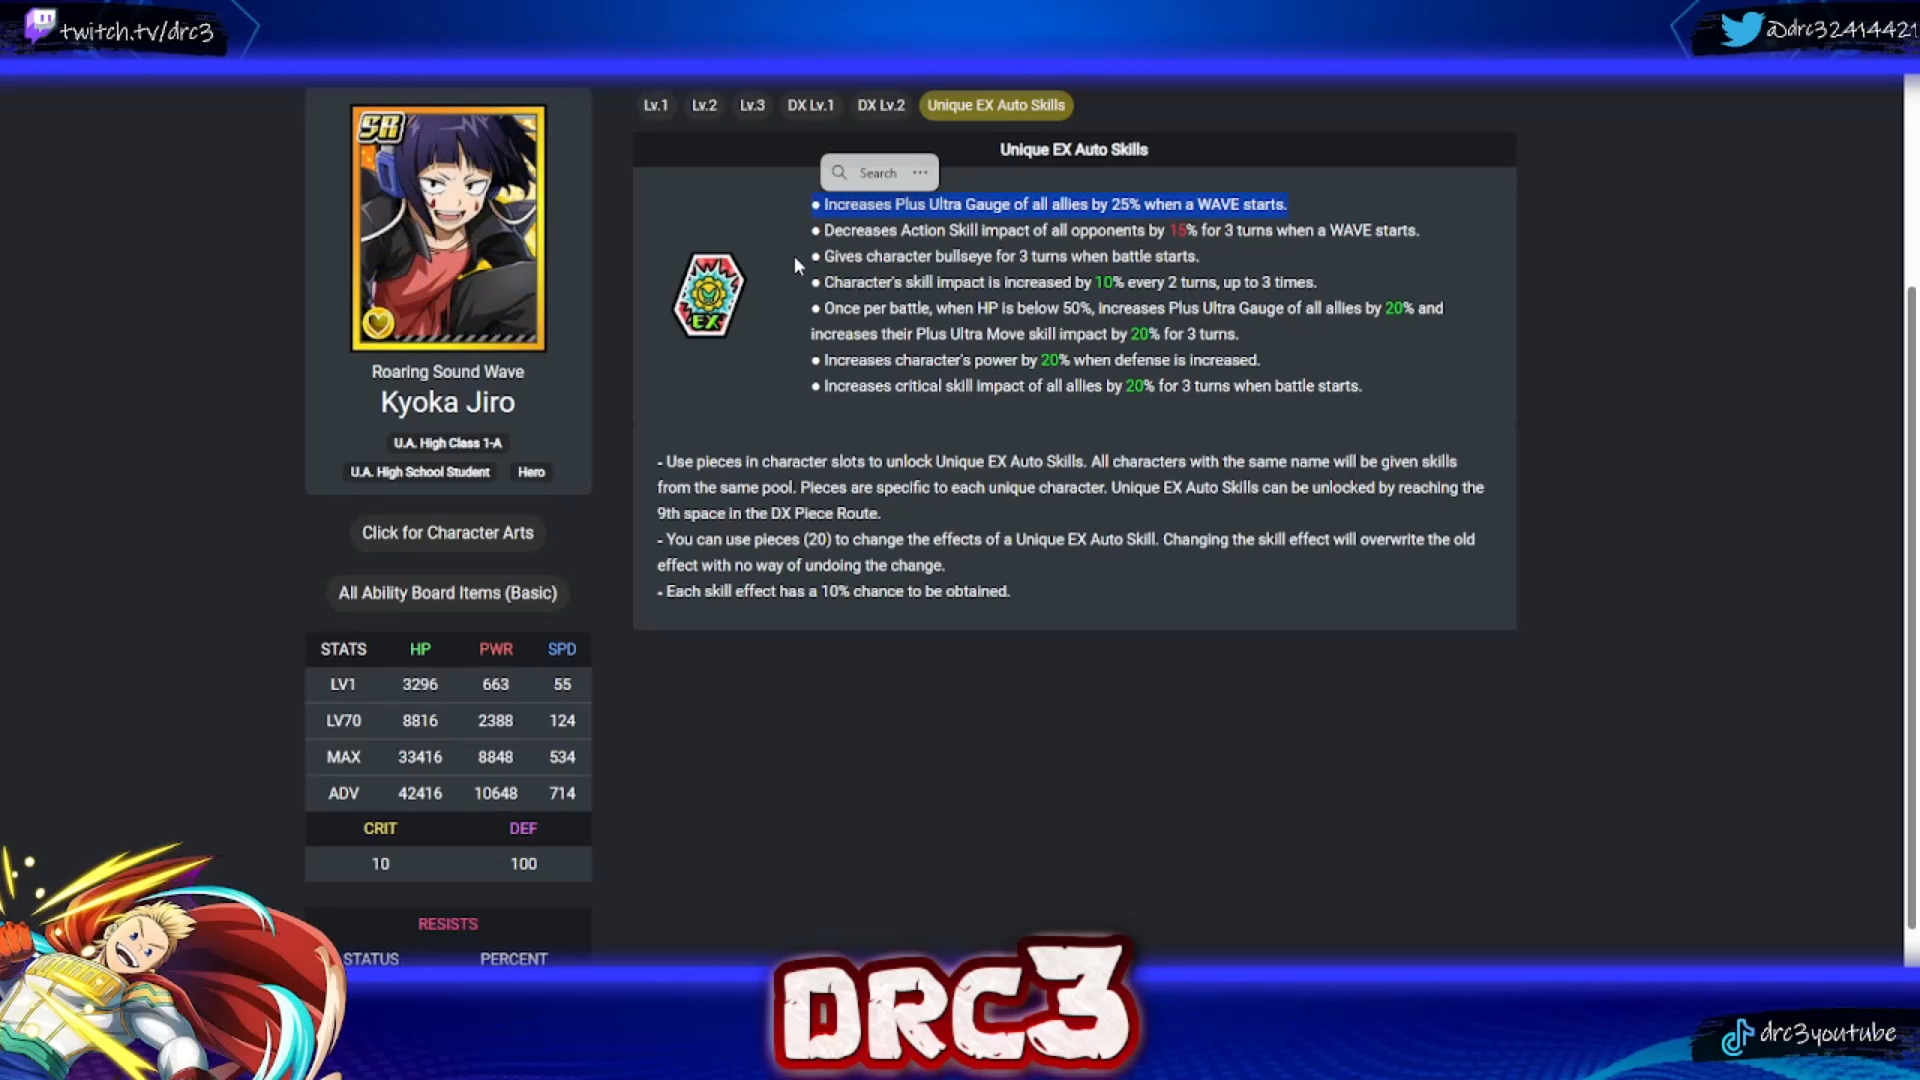 twitch.tv/drc3
@drc32414421
SR
Roaring Sound Wave
Kyoka Jiro
U.A. High Class 1-A
U.A. High School Student Hero
Click for Character Arts
All Ability Board Items (Basic)
STATS HP PWR SPD
LV1 3296 663 55
LV70 8816 2388 124
MAX 33416 8848 534
ADV 42416 10648 714
CRIT DEF
10 100
RESISTS
STATUS PERCENT
Lv.1 Lv.2 Lv.3 DX Lv.1 DX Lv.2 Unique EX Auto Skills
Unique EX Auto Skills
Search ···
EX
● Increases Plus Ultra Gauge of all allies by 25% when a WAVE starts.
● Decreases Action Skill impact of all opponents by 15% for 3 turns when a WAVE starts.
● Gives character bullseye for 3 turns when battle starts.
● Character's skill impact is increased by 10% every 2 turns, up to 3 times.
● Once per battle, when HP is below 50%, increases Plus Ultra Gauge of all allies by 20% and
increases their Plus Ultra Move skill impact by 20% for 3 turns.
● Increases character's power by 20% when defense is increased.
● Increases critical skill impact of all allies by 20% for 3 turns when battle starts.
- Use pieces in character slots to unlock Unique EX Auto Skills. All characters with the same name will be given skills
from the same pool. Pieces are specific to each unique character. Unique EX Auto Skills can be unlocked by reaching the
9th space in the DX Piece Route.
- You can use pieces (20) to change the effects of a Unique EX Auto Skill. Changing the skill effect will overwrite the old
effect with no way of undoing the change.
- Each skill effect has a 10% chance to be obtained.
DRC3
drc3youtube